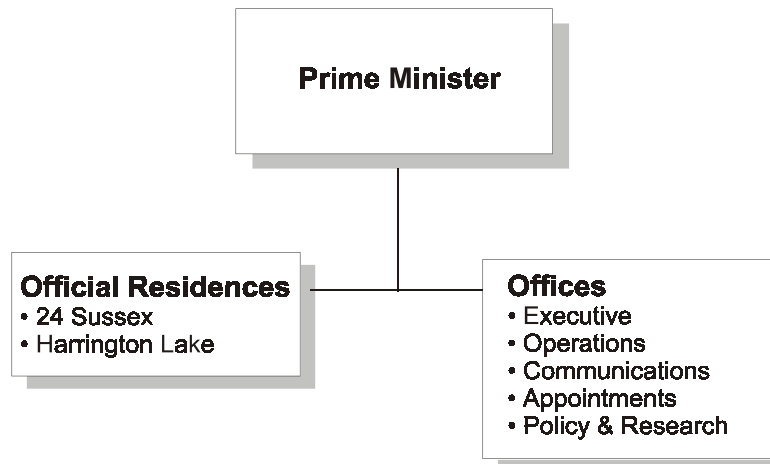 Prime Minister
Official Residences
• 24 Sussex
• Harrington Lake
Offices
• Executive
• Operations
• Communications
• Appointments
• Policy & Research